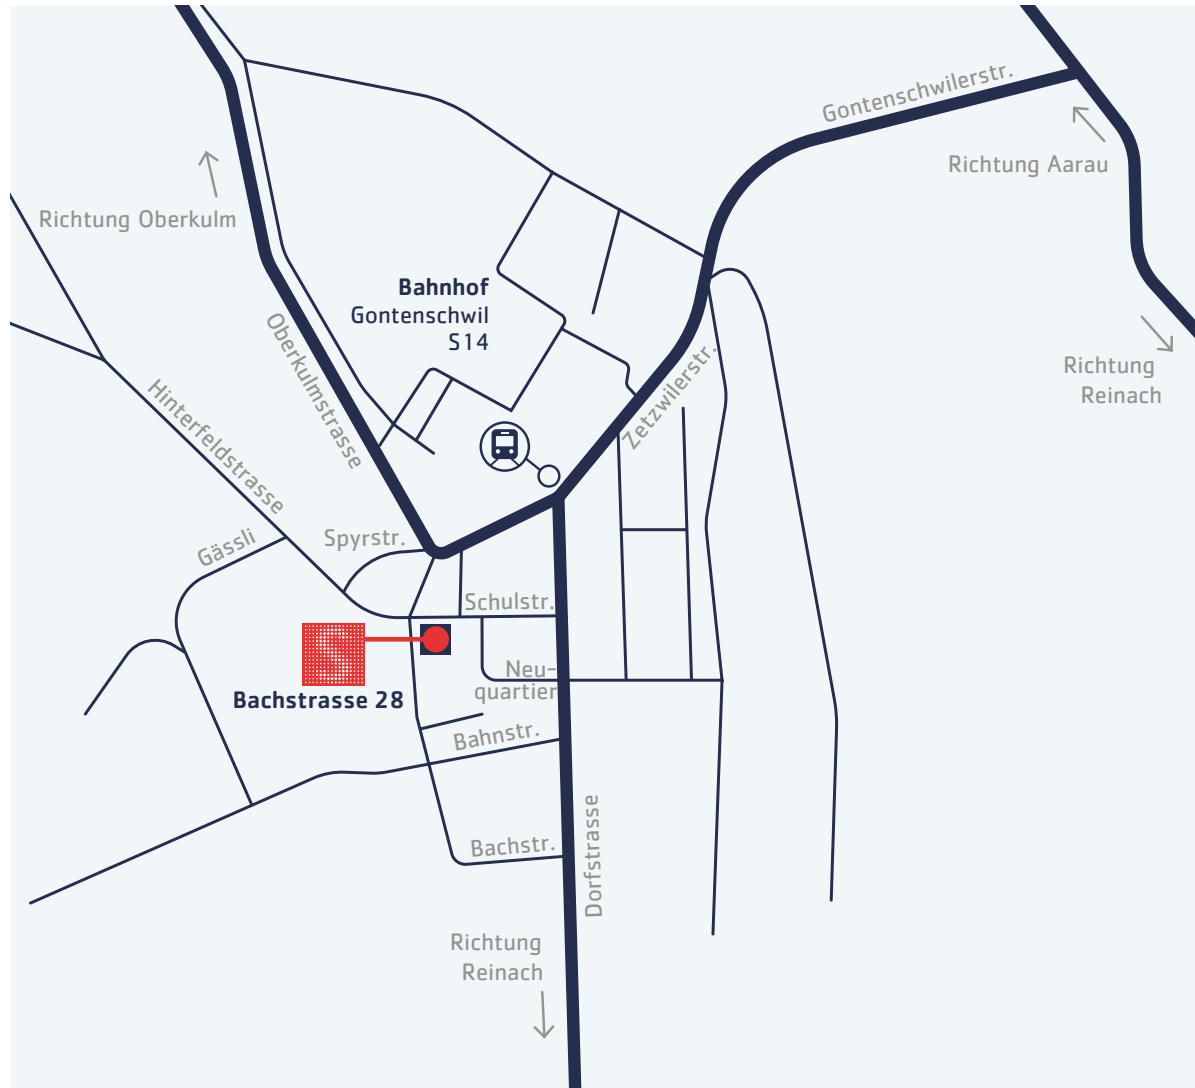 Gontenschwilerstr.
Richtung Aarau
Richtung Oberkulm
Bahnhof
Gontenschwil
S14
Oberkulmstrasse
Zetzwilerstr.
Richtung
Reinach
Hinterfeldstrasse
Gässli
Spyrstr.
Schulstr.
Neu-
quartier
Bachstrasse 28
Bahnstr.
Bachstr.
Dorfstrasse
Richtung
Reinach